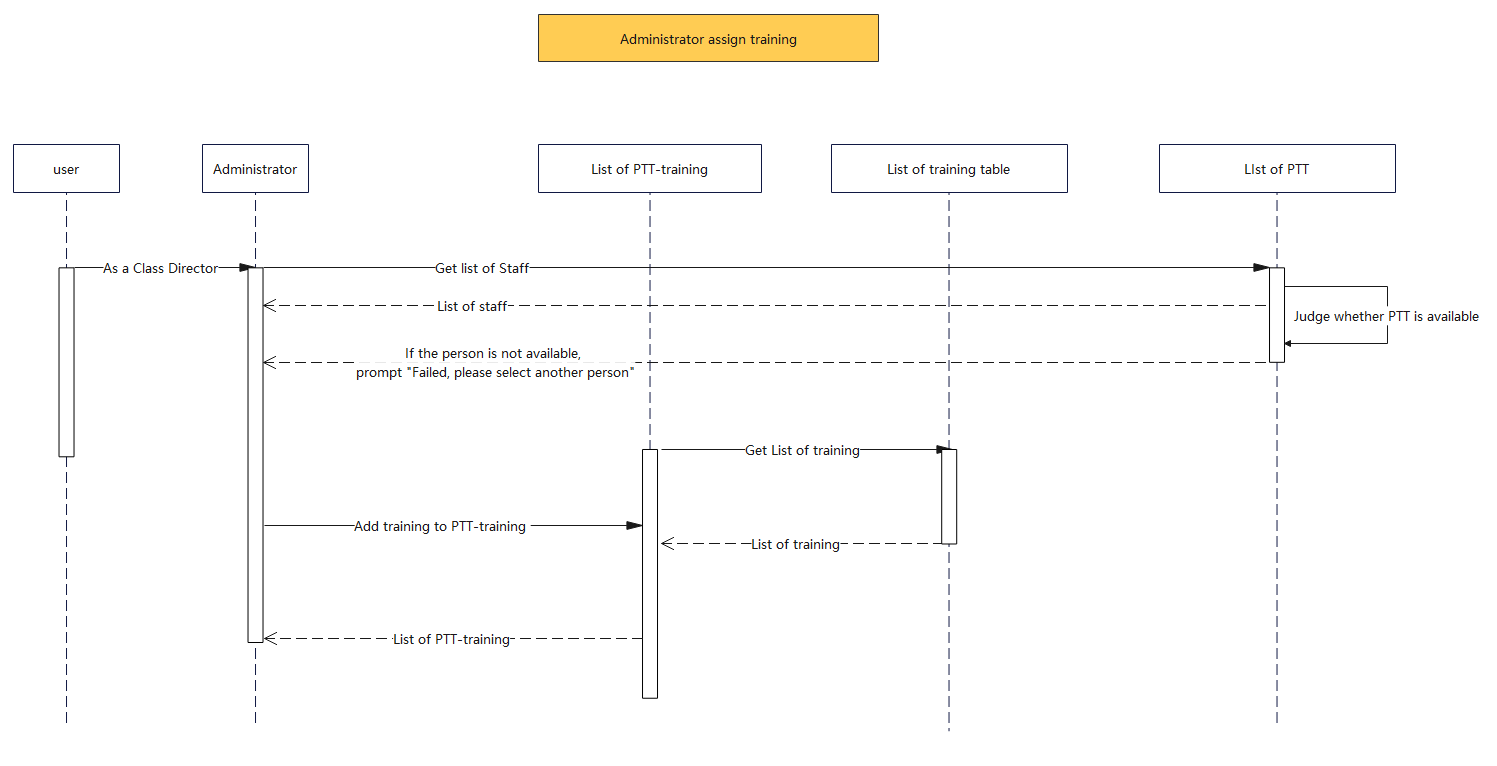 Administrator assign training
user
Administrator
List of PTT-training
List of training table
LIst of PTT
As a Class Director
Get list of Staff
List of staff
Judge whether PTT is available
If the person is not available,
prompt "Failed, please select another person"
Get List of training
Add training to PTT-training
List of training
List of PTT-training